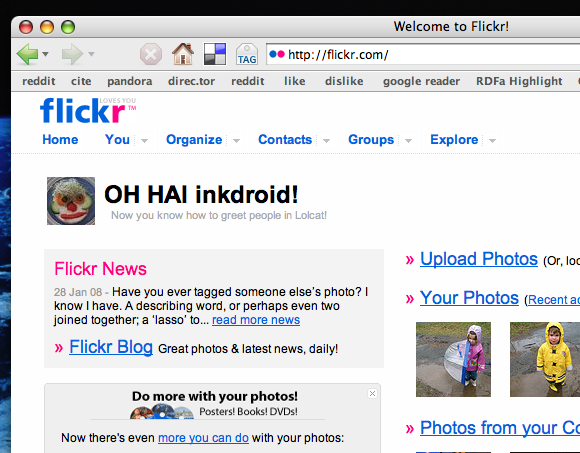 Welcome to Flickr!
TAG
http://flickr.com/
reddit cite pandora direc.tor reddit like dislike google reader RDFa Highlight
LOVES YOU
flickr TM
Home You Organize Contacts Groups Explore
OH HAI inkdroid!
Now you know how to greet people in Lolcat!
Flickr News
28 Jan 08 - Have you ever tagged someone else's photo? I
know I have. A describing word, or perhaps even two
joined together; a 'lasso' to... read more news
» Flickr Blog Great photos & latest news, daily!
Do more with your photos!
Posters! Books! DVDs!
Now there's even more you can do with your photos:
» Upload Photos (Or, loo
» Your Photos (Recent ac
» Photos from your Co